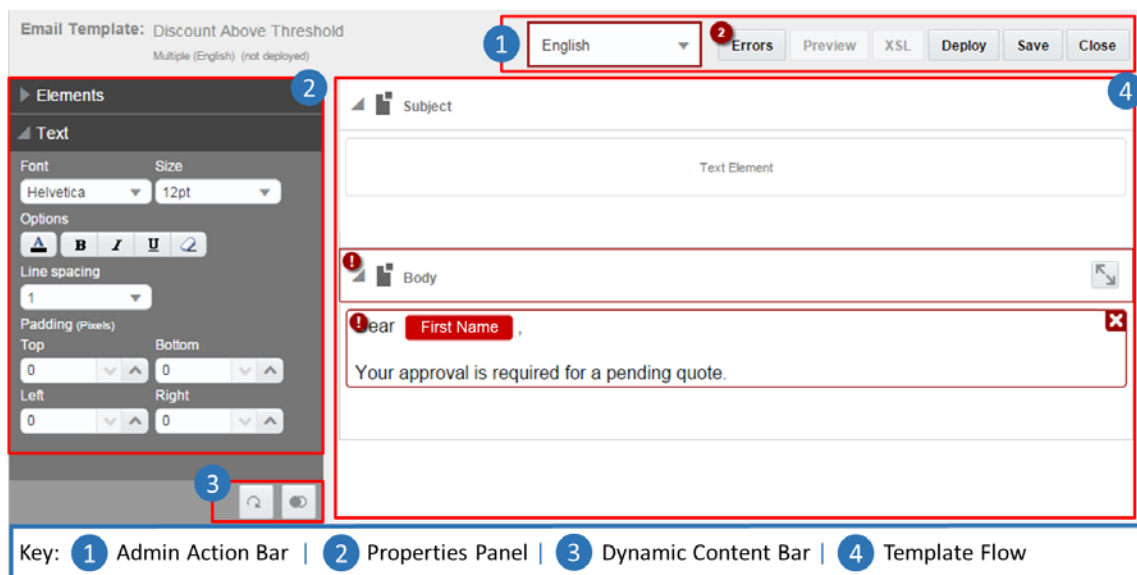 Email Template: Discount Above Threshold
Multiple (English) (not deployed)
1
English
2
Errors
Preview
XSL
Deploy
Save
Close
Elements
2
Text
Font
Size
Helvetica
12pt
Options
A B I U
Line spacing
1
Padding (Pixels)
Top
Bottom
0
0
Left
Right
0
0
3
4
Subject
Text Element
!
Body
!
ear First Name ,
Your approval is required for a pending quote.
Key: 1 Admin Action Bar | 2 Properties Panel | 3 Dynamic Content Bar | 4 Template Flow